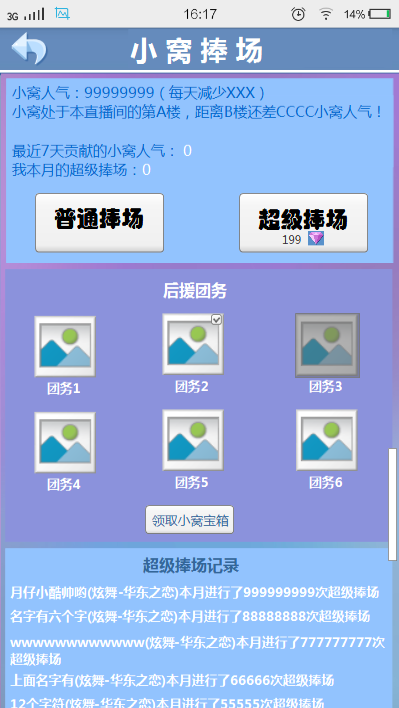 3G 16:17 14%
小窝捧场
小窝人气：99999999（每天减少XXX）
小窝处于本直播间的第A楼，距离B楼还差CCCC小窝人气！
最近7天贡献的小窝人气： 0
我本月的超级捧场：0
普通捧场 超级捧场
199
后援团务
团务1 团务2 团务3
团务4 团务5 团务6
领取小窝宝箱
超级捧场记录
月仔小酷帅哟(炫舞-华东之恋)本月进行了999999999次超级捧场
名字有六个字(炫舞-华东之恋)本月进行了88888888次超级捧场
wwwwwwwwwwww(炫舞-华东之恋)本月进行了777777777次
超级捧场
上面名字有(炫舞-华东之恋)本月进行了66666次超级捧场
12个字符(炫舞-华东之恋)本月进行了55555次超级捧场